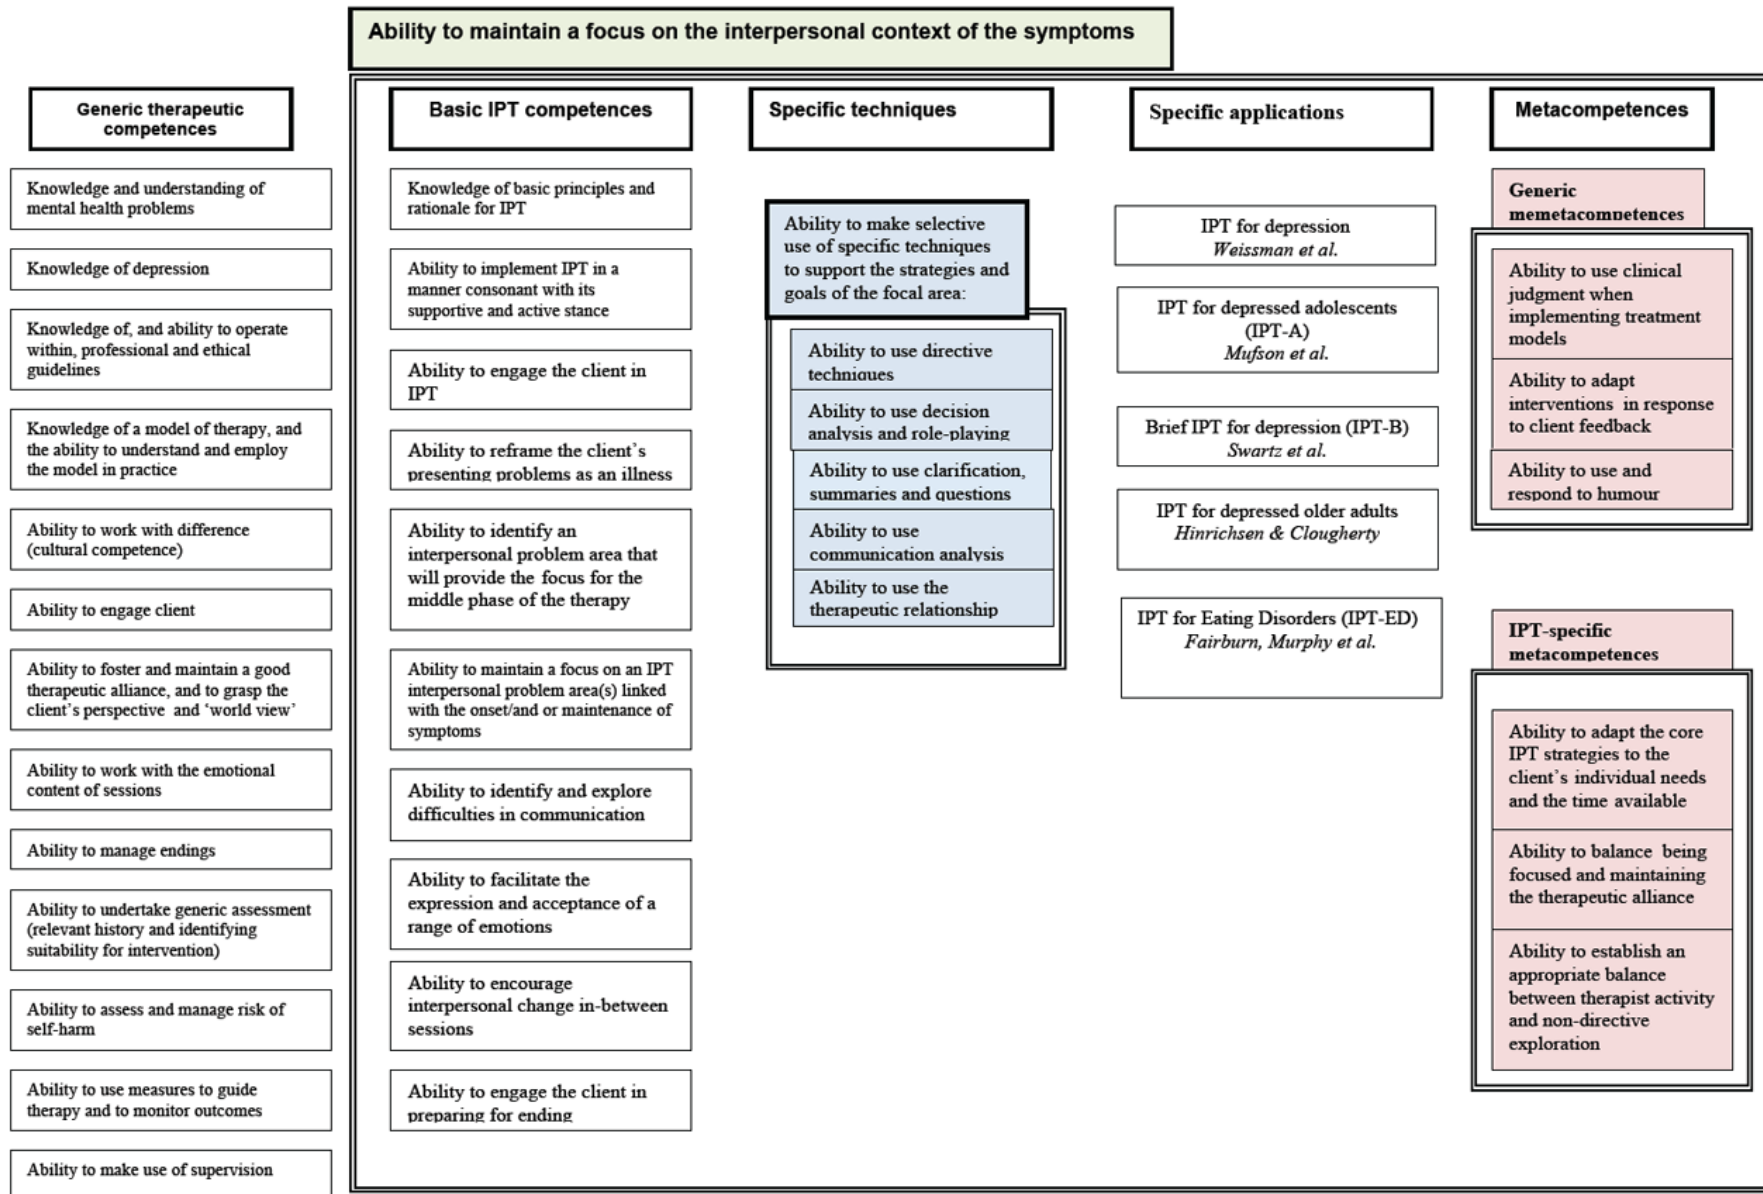 Ability to maintain a focus on the interpersonal context of the symptoms
Generic therapeutic
competences
Knowledge and understanding of
mental health problems
Knowledge of depression
Knowledge of, and ability to operate
within, professional and ethical
guidelines
Knowledge of a model of therapy, and
the ability to understand and employ
the model in practice
Ability to work with difference
(cultural competence)
Ability to engage client
Ability to foster and maintain a good
therapeutic alliance, and to grasp the
client’s perspective and ‘world view’
Ability to work with the emotional
content of sessions
Ability to manage endings
Ability to undertake generic assessment
(relevant history and identifying
suitability for intervention)
Ability to assess and manage risk of
self-harm
Ability to use measures to guide
therapy and to monitor outcomes
Ability to make use of supervision
Basic IPT competences
Knowledge of basic principles and
rationale for IPT
Ability to implement IPT in a
manner consonant with its
supportive and active stance
Ability to engage the client in
IPT
Ability to reframe the client’s
presenting problems as an illness
Ability to identify an
interpersonal problem area that
will provide the focus for the
middle phase of the therapy
Ability to maintain a focus on an IPT
interpersonal problem area(s) linked
with the onset/and or maintenance of
symptoms
Ability to identify and explore
difficulties in communication
Ability to facilitate the
expression and acceptance of a
range of emotions
Ability to encourage
interpersonal change in-between
sessions
Ability to engage the client in
preparing for ending
Specific techniques
Ability to make selective
use of specific techniques
to support the strategies and
goals of the focal area:
Ability to use directive
techniques
Ability to use decision
analysis and role-playing
Ability to use clarification,
summaries and questions
Ability to use
communication analysis
Ability to use the
therapeutic relationship
Specific applications
IPT for depression
Weissman et al.
IPT for depressed adolescents
(IPT-A)
Mufson et al.
Brief IPT for depression (IPT-B)
Swartz et al.
IPT for depressed older adults
Hinrichsen & Clougherty
IPT for Eating Disorders (IPT-ED)
Fairburn, Murphy et al.
Metacompetences
Generic
memetacompetences
Ability to use clinical
judgment when
implementing treatment
models
Ability to adapt
interventions in response
to client feedback
Ability to use and
respond to humour
IPT-specific
metacompetences
Ability to adapt the core
IPT strategies to the
client’s individual needs
and the time available
Ability to balance being
focused and maintaining
the therapeutic alliance
Ability to establish an
appropriate balance
between therapist activity
and non-directive
exploration